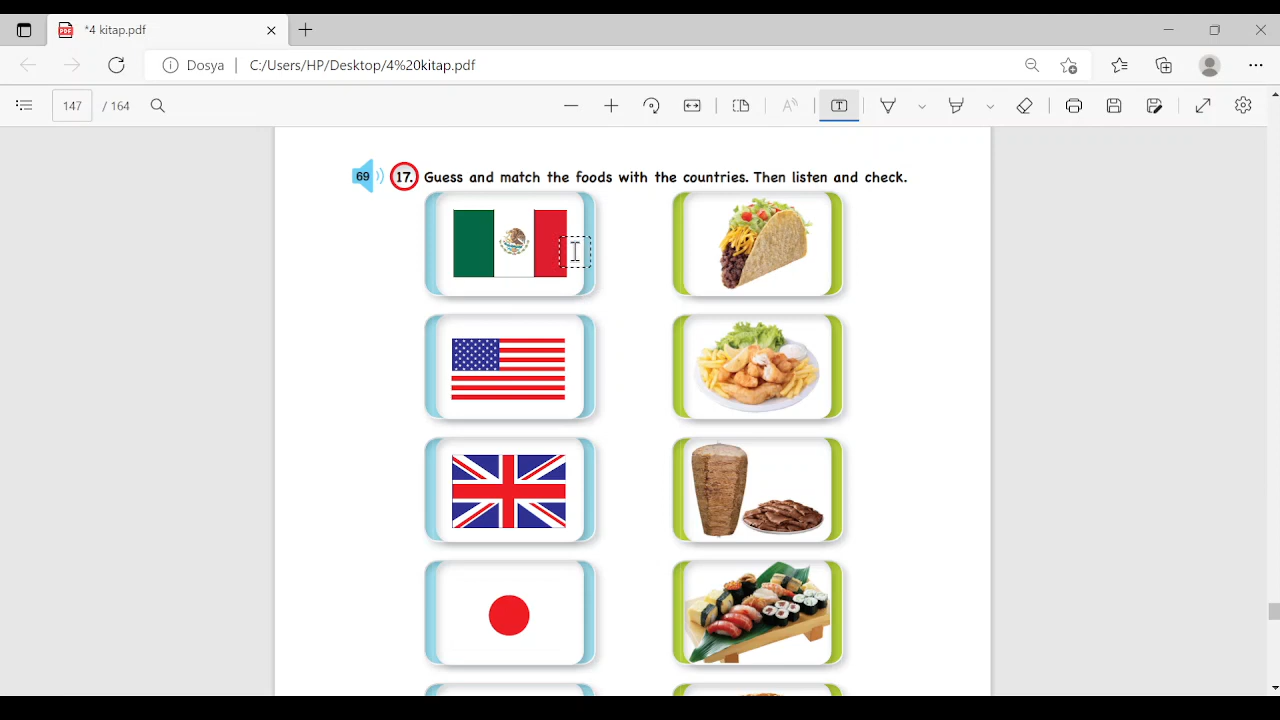 *4 kitap.pdf
Dosya | C:/Users/HP/Desktop/4%20kitap.pdf
147 / 164
69 17. Guess and match the foods with the countries. Then listen and check.